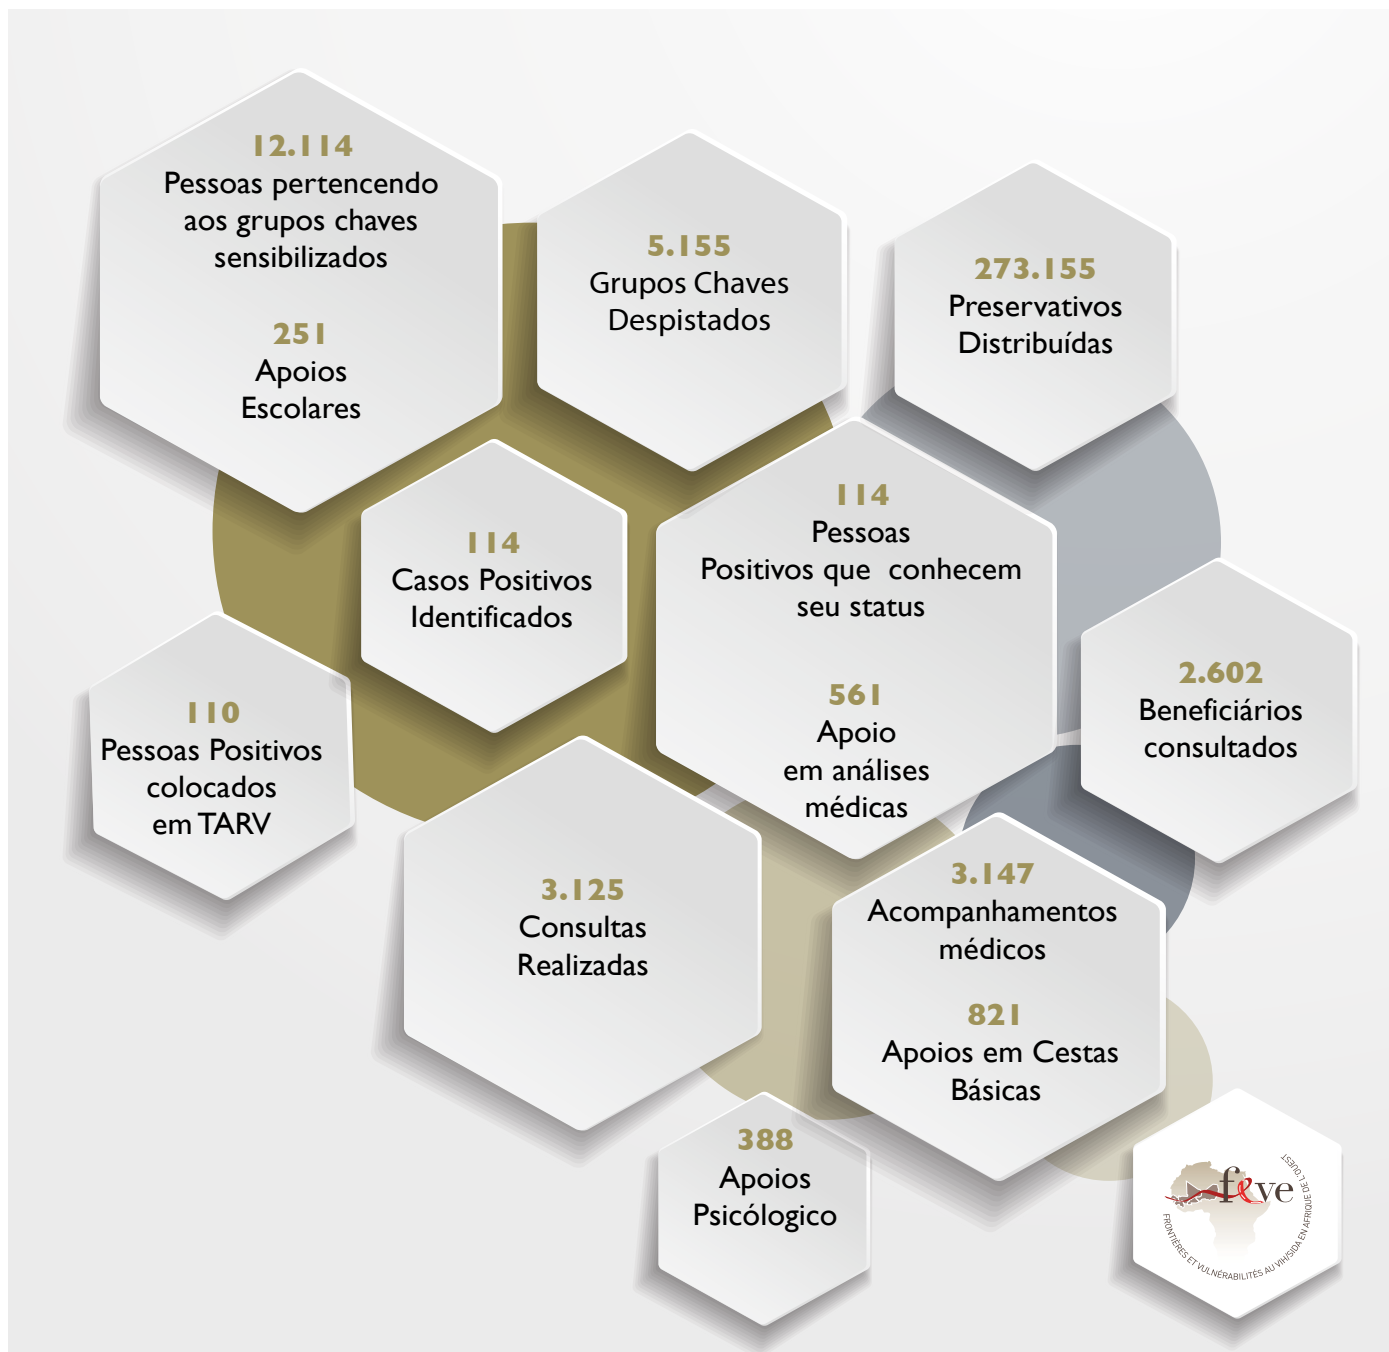 12.114
Pessoas pertencendo
aos grupos chaves
sensibilizados
251
Apoios
Escolares
5.155
Grupos Chaves
Despistados
273.155
Preservativos
Distribuídas
114
Casos Positivos
Identificados
114
Pessoas
Positivos que conhecem
seu status
561
Apoio
em análises
médicas
2.602
Beneficiários
consultados
110
Pessoas Positivos
colocados
em TARV
3.125
Consultas
Realizadas
3.147
Acompanhamentos
médicos
821
Apoios em Cestas
Básicas
388
Apoios
Psicólogico
feve
FRONTIÈRES ET VULNÉRABILITÉS AU VIH/SIDA EN AFRIQUE DE L'OUEST